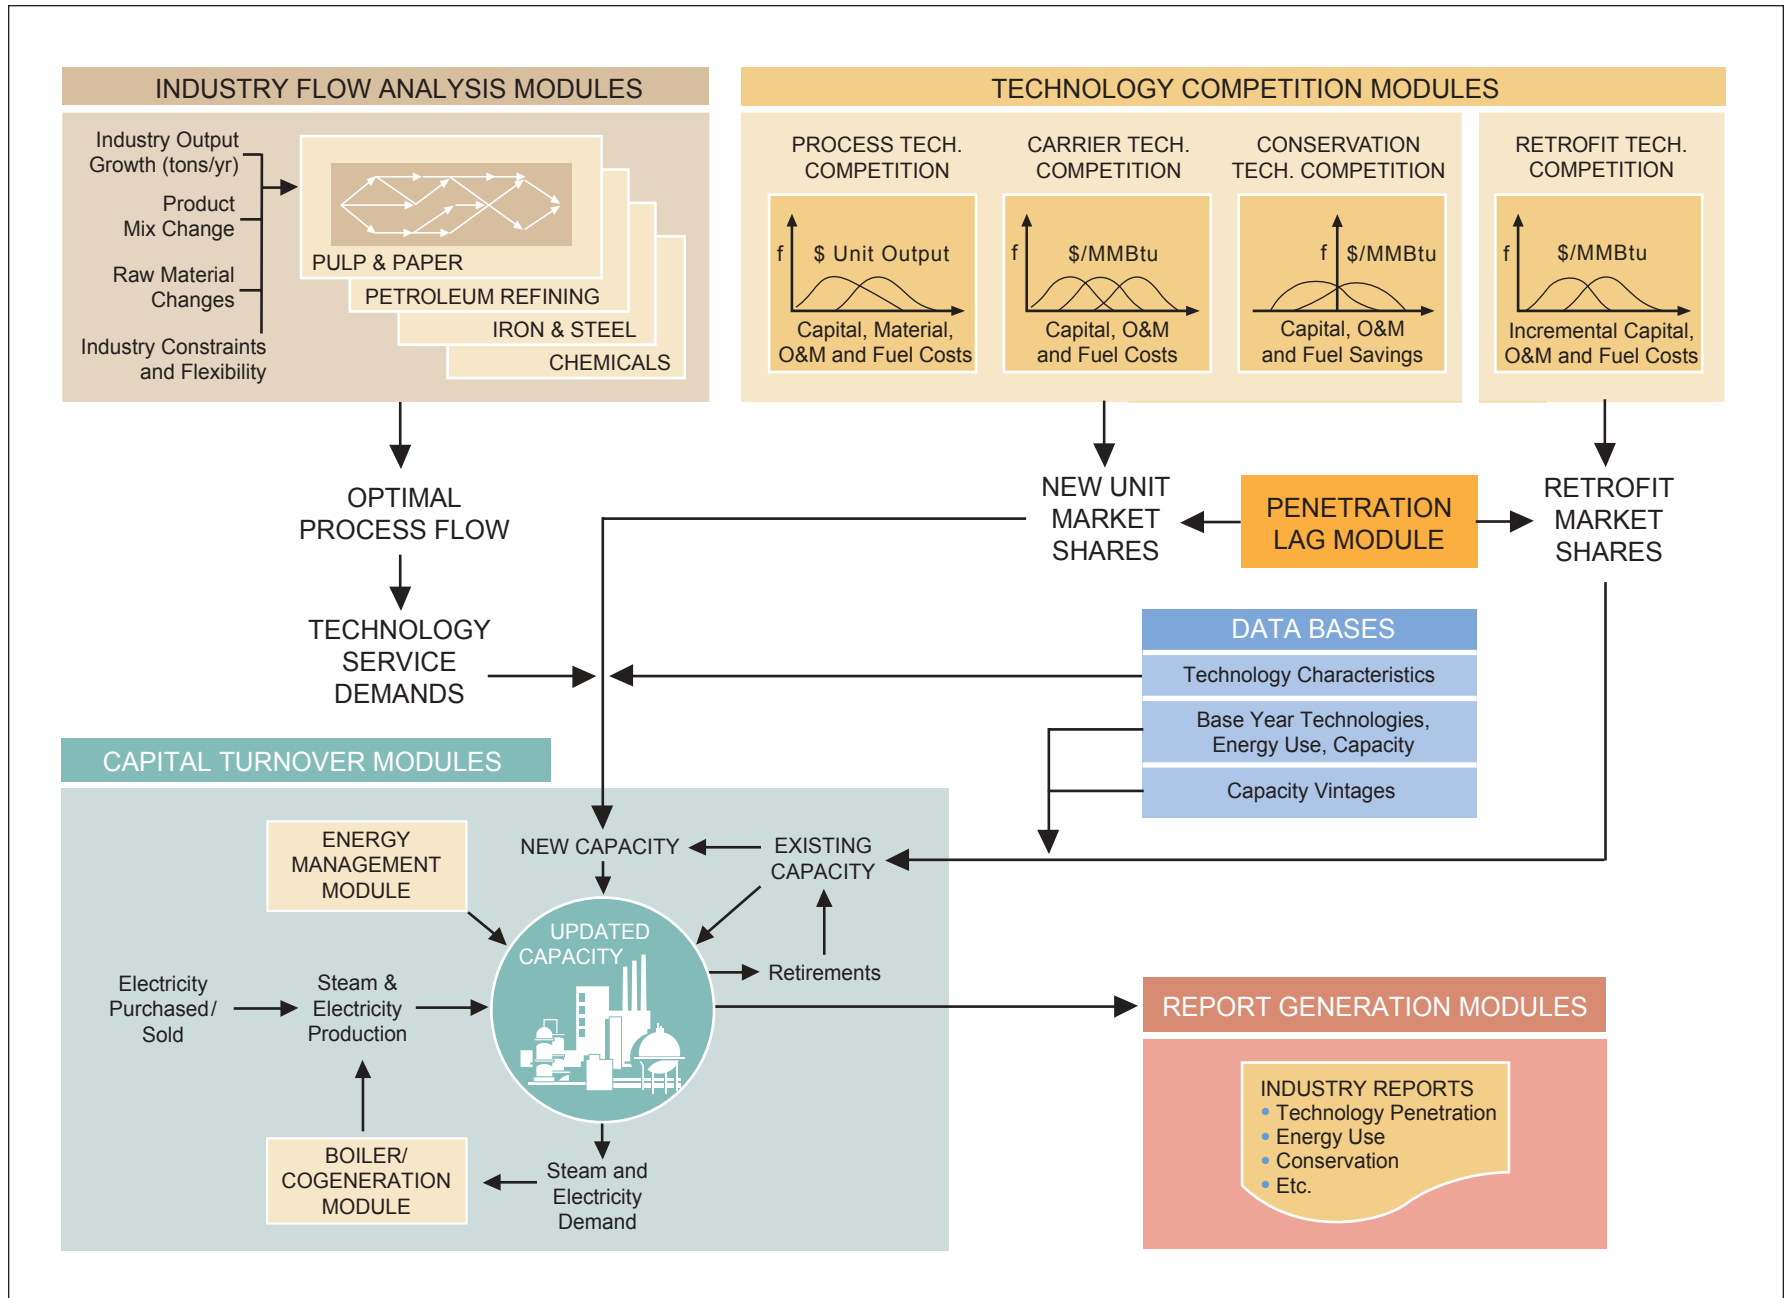 INDUSTRY FLOW ANALYSIS MODULES
Industry Output
Growth (tons/yr)
Product
Mix Change
Raw Material
Changes
Industry Constraints
and Flexibility
PULP & PAPER
PETROLEUM REFINING
IRON & STEEL
CHEMICALS
TECHNOLOGY COMPETITION MODULES
PROCESS TECH.
COMPETITION
f
$ Unit Output
Capital, Material,
O&M and Fuel Costs
CARRIER TECH.
COMPETITION
f
$/MMBtu
Capital, O&M
and Fuel Costs
CONSERVATION
TECH. COMPETITION
f
$/MMBtu
Capital, O&M
and Fuel Savings
RETROFIT TECH.
COMPETITION
f
$/MMBtu
Incremental Capital,
O&M and Fuel Costs
OPTIMAL
PROCESS FLOW
NEW UNIT
MARKET
SHARES
PENETRATION
LAG MODULE
RETROFIT
MARKET
SHARES
TECHNOLOGY
SERVICE
DEMANDS
DATA BASES
Technology Characteristics
Base Year Technologies,
Energy Use, Capacity
Capacity Vintages
CAPITAL TURNOVER MODULES
ENERGY
MANAGEMENT
MODULE
NEW CAPACITY
EXISTING
CAPACITY
UPDATED
CAPACITY
Retirements
Electricity
Purchased/
Sold
Steam &
Electricity
Production
BOILER/
COGENERATION
MODULE
Steam and
Electricity
Demand
REPORT GENERATION MODULES
INDUSTRY REPORTS
• Technology Penetration
• Energy Use
• Conservation
• Etc.